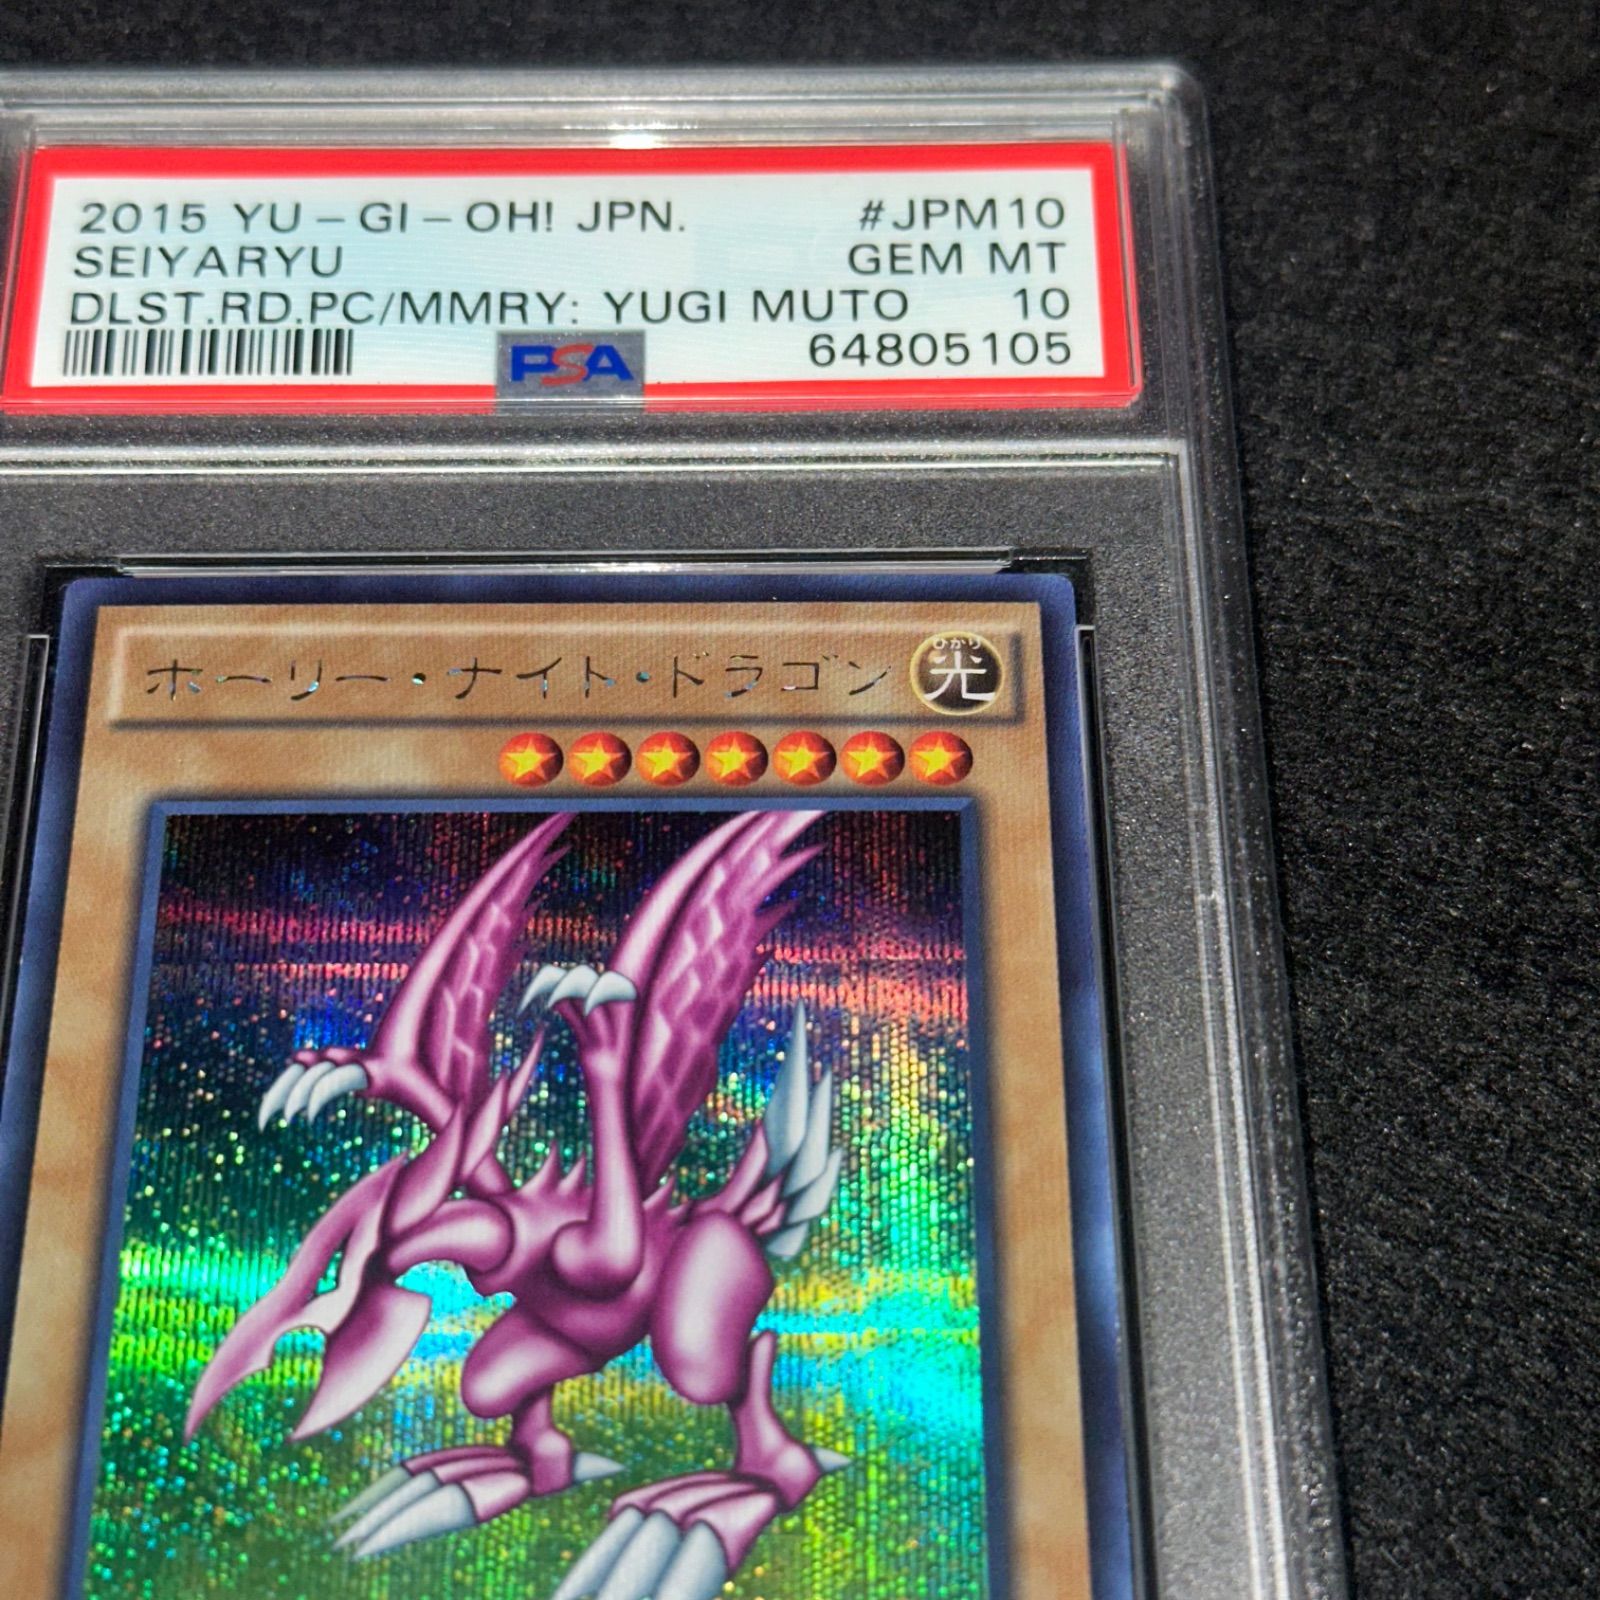 2015 YU-GI-OH! JPN. #JPM10
SEIYARYU GEM MT
DLST.RD.PC/MMRY: YUGI MUTO 10
64805105
PSA
ホーリー・ナイト・ドラゴン
ひかり
光